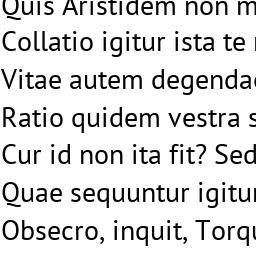 Quis Aristidem non m
Collatio igitur ista te
Vitae autem degenda
Ratio quidem vestra s
Cur id non ita fit? Sed
Quae sequuntur igitur
Obsecro, inquit, Torqu